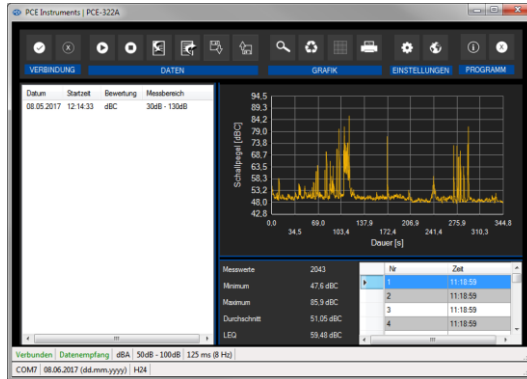 PCE Instruments | PCE-322A
VERBINDUNG DATEN GRAFIK EINSTELLUNGEN PROGRAMM
Datum Startzeit Bewertung Messbereich
08.05.2017 12:14:33 dBC 30dB - 130dB
Schallpegel [dBC]
94,5
89,3
84,2
79,0
73,8
68,7
63,5
58,3
53,2
48,0
42,8
0,0 69,0 137,9 206,9 275,9 344,8
34,5 103,4 172,4 241,4 310,3
Dauer [s]
Messwerte 2043
Minimum 47,6 dBC
Maximum 85,9 dBC
Durchschnitt 51,05 dBC
LEQ 59,48 dBC
Nr Zeit
1 11:18:59
2 11:18:59
3 11:18:59
4 11:18:59
Verbunden Datenempfang dBA 50dB - 100dB 125 ms (8 Hz)
COM7 08.06.2017 (dd.mm.yyyy) H24